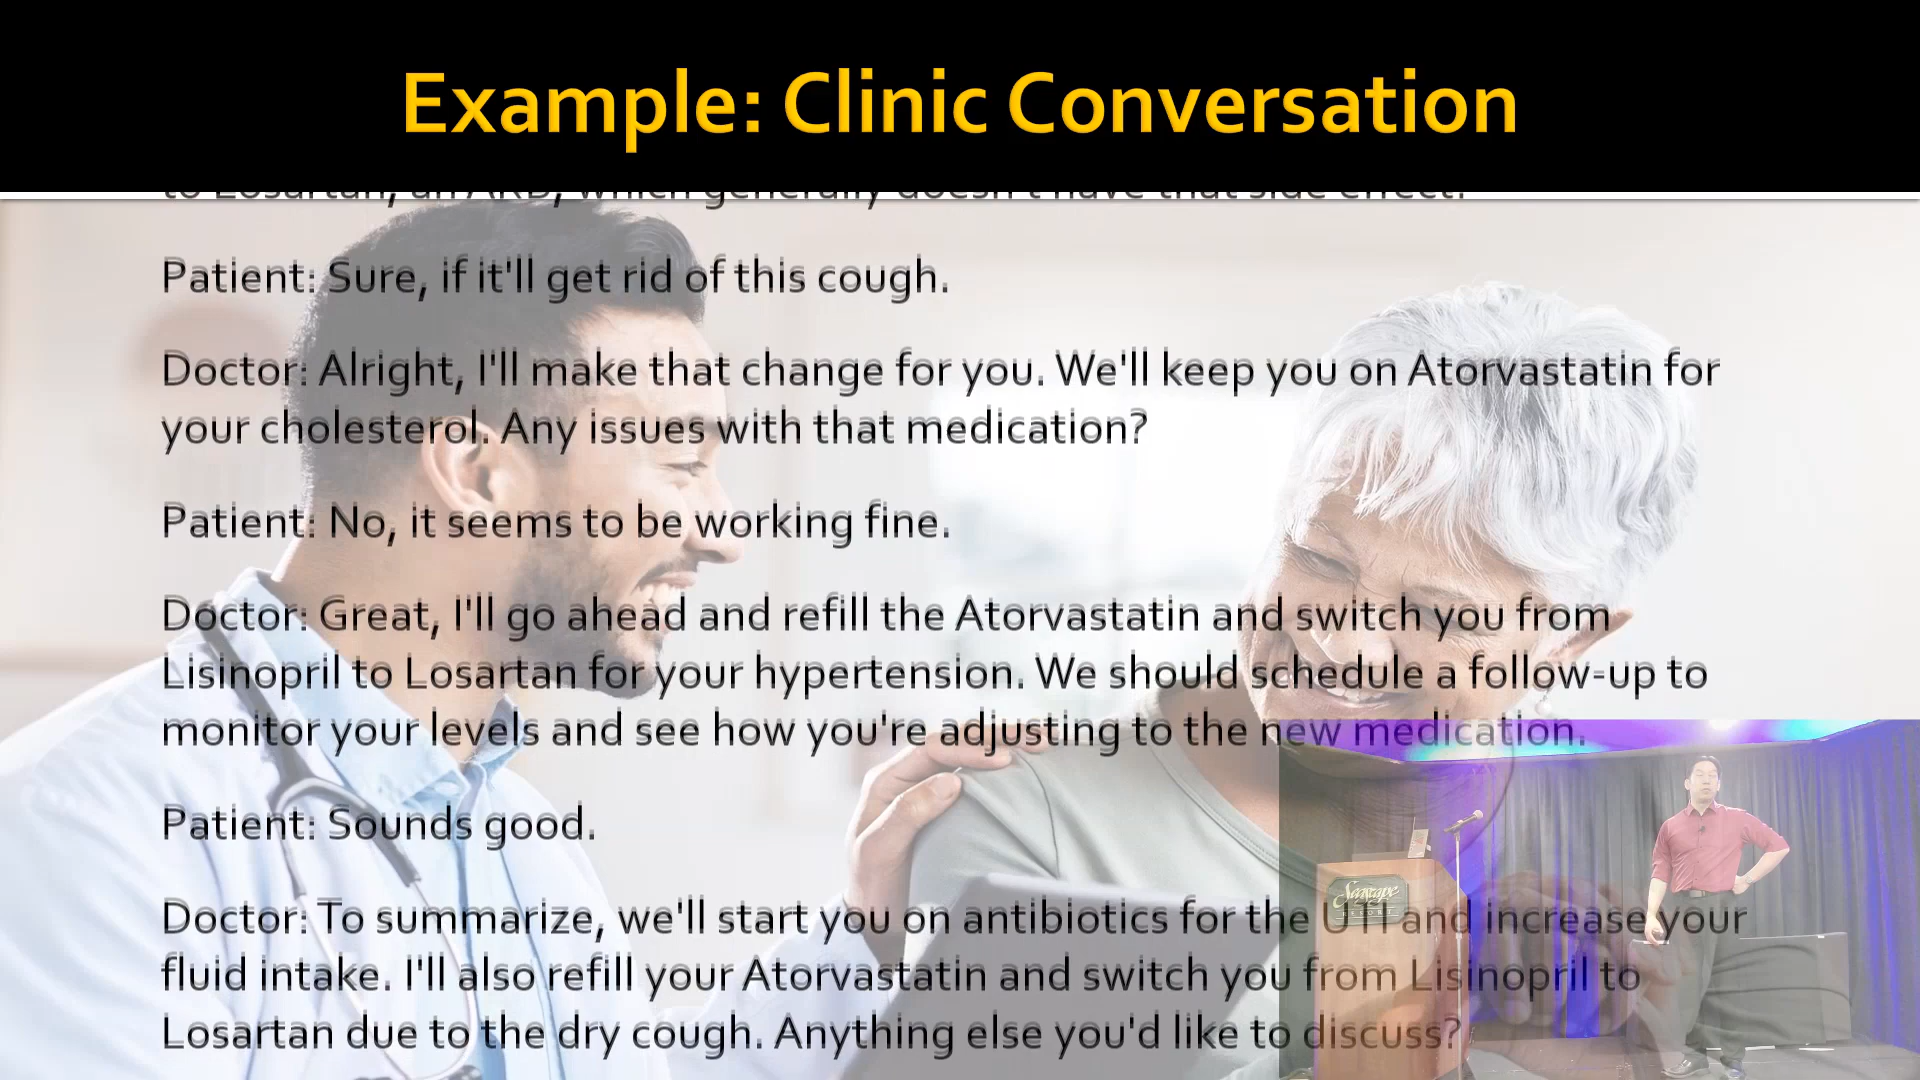 Example: Clinic Conversation
to Losartan, an ARB, which generally doesn't have that side effect.
Patient: Sure, if it'll get rid of this cough.
Doctor: Alright, I'll make that change for you. We'll keep you on Atorvastatin for
your cholesterol. Any issues with that medication?
Patient: No, it seems to be working fine.
Doctor: Great, I'll go ahead and refill the Atorvastatin and switch you from
Lisinopril to Losartan for your hypertension. We should schedule a follow-up to
monitor your levels and see how you're adjusting to the new medication.
Patient: Sounds good.
Doctor: To summarize, we'll start you on antibiotics for the UTI and increase your
fluid intake. I'll also refill your Atorvastatin and switch you from Lisinopril to
Losartan due to the dry cough. Anything else you'd like to discuss?
Seascape
RESORT